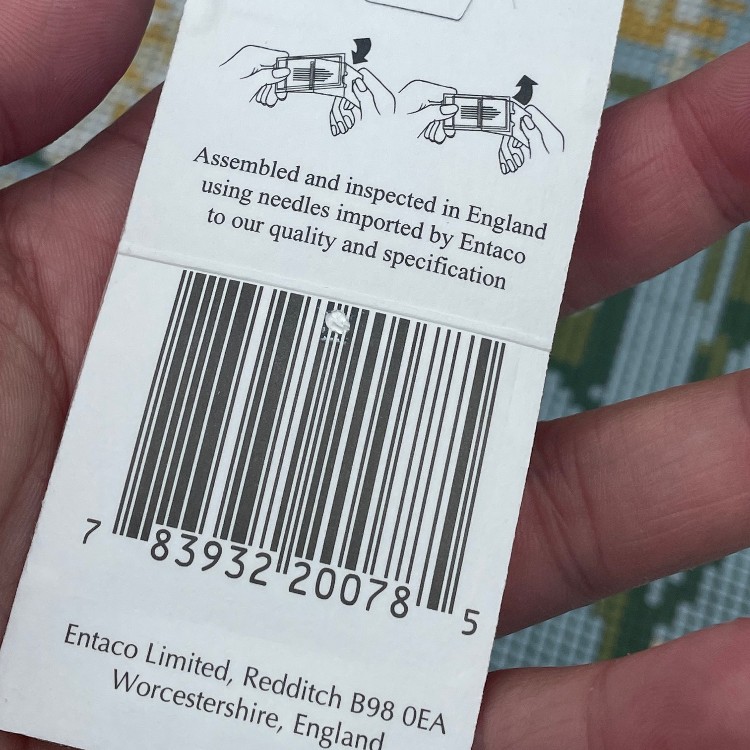 Assembled and inspected in England
using needles imported by Entaco
to our quality and specification
7 83932 20078 5
Entaco Limited, Redditch B98 0EA
Worcestershire, England